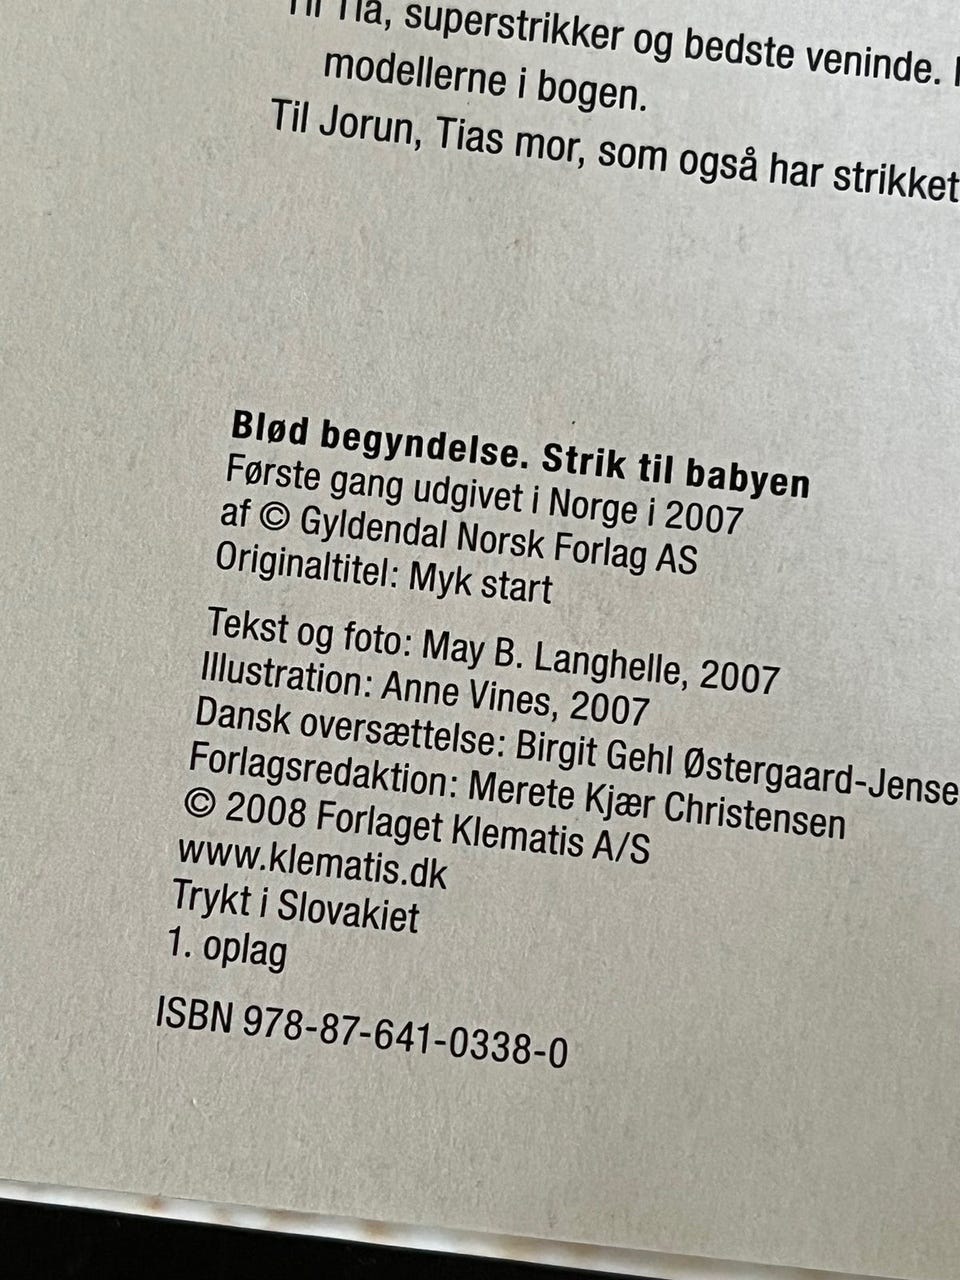 Til Tia, superstrikker og bedste veninde.
modellerne i bogen.
Til Jorun, Tias mor, som også har strikket
Blød begyndelse. Strik til babyen
Første gang udgivet i Norge i 2007
af © Gyldendal Norsk Forlag AS
Originaltitel: Myk start
Tekst og foto: May B. Langhelle, 2007
Illustration: Anne Vines, 2007
Dansk oversættelse: Birgit Gehl Østergaard-Jense
Forlagsredaktion: Merete Kjær Christensen
© 2008 Forlaget Klematis A/S
www.klematis.dk
Trykt i Slovakiet
1. oplag
ISBN 978-87-641-0338-0